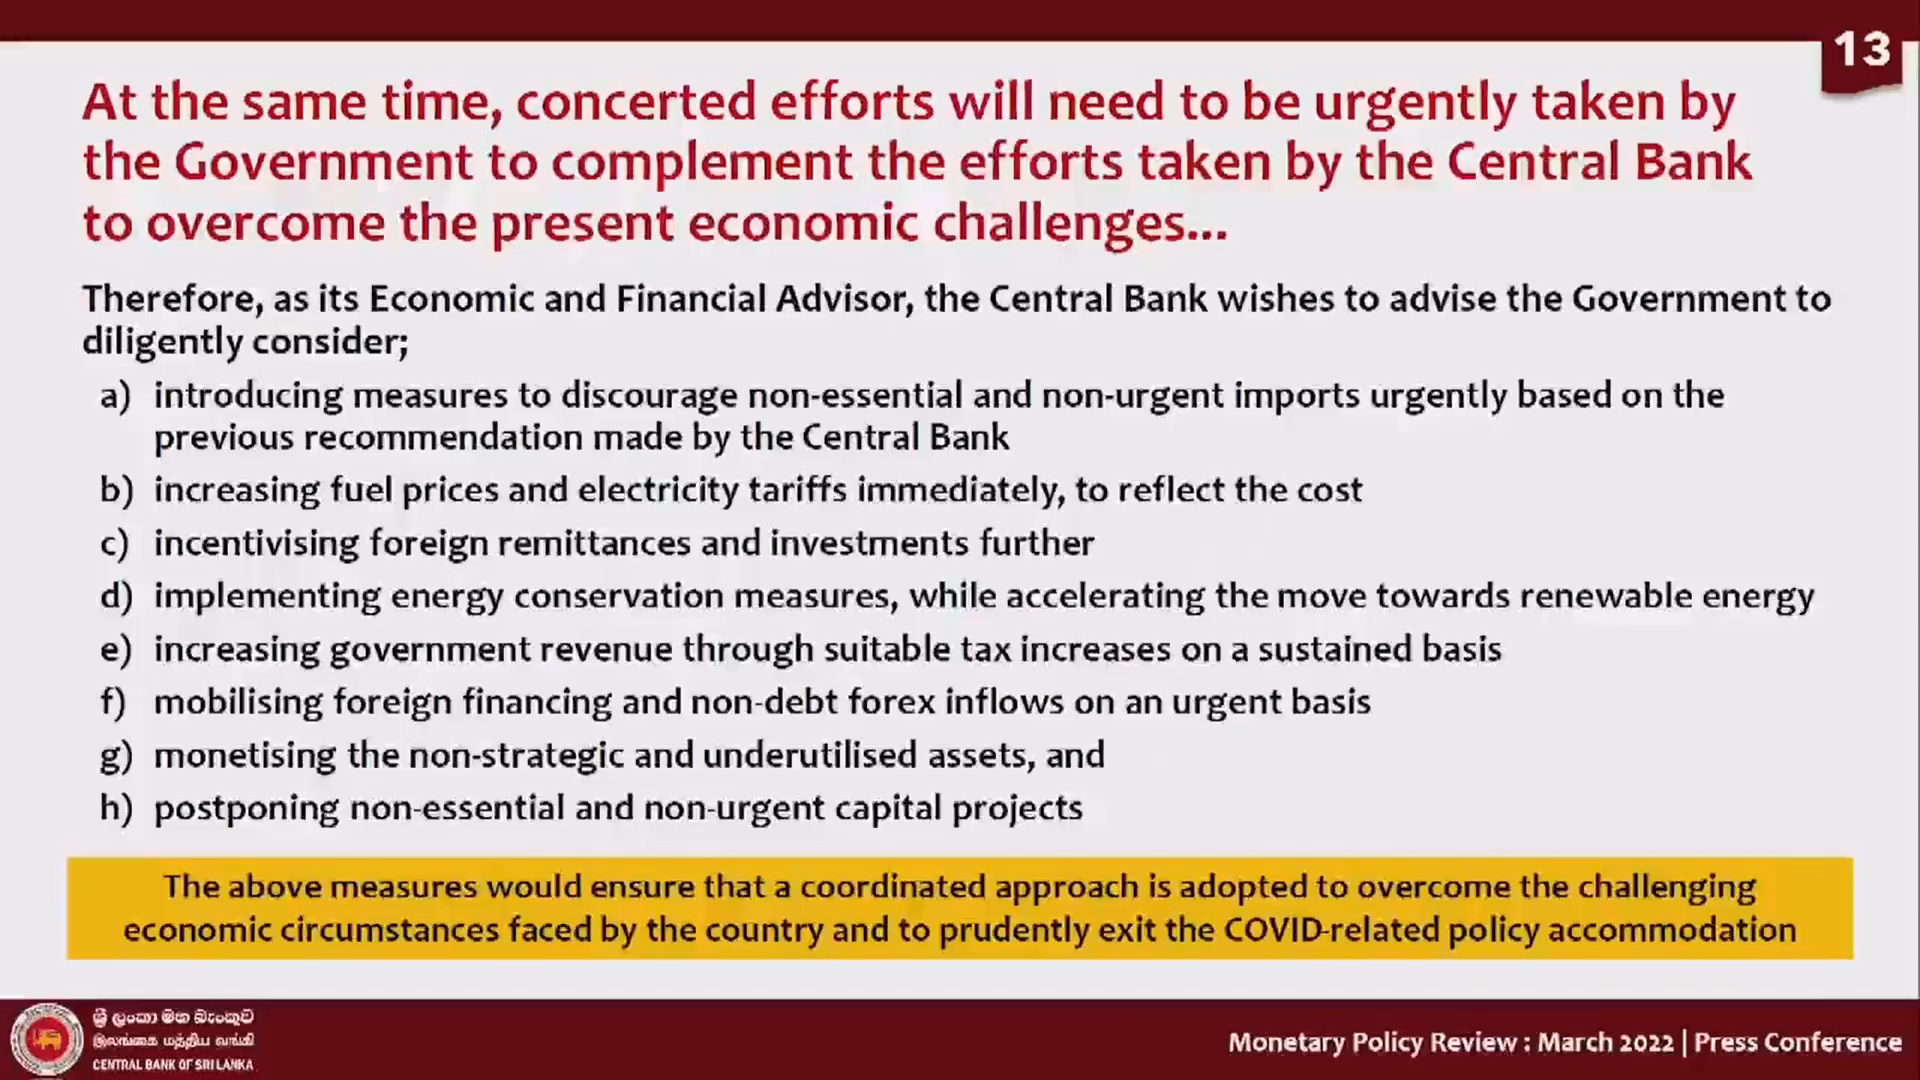 13
At the same time, concerted efforts will need to be urgently taken by
the Government to complement the efforts taken by the Central Bank
to overcome the present economic challenges...
Therefore, as its Economic and Financial Advisor, the Central Bank wishes to advise the Government to
diligently consider;
a) introducing measures to discourage non-essential and non-urgent imports urgently based on the
previous recommendation made by the Central Bank
b) increasing fuel prices and electricity tariffs immediately, to reflect the cost
c) incentivising foreign remittances and investments further
d) implementing energy conservation measures, while accelerating the move towards renewable energy
e) increasing government revenue through suitable tax increases on a sustained basis
f) mobilising foreign financing and non-debt forex inflows on an urgent basis
g) monetising the non-strategic and underutilised assets, and
h) postponing non-essential and non-urgent capital projects
The above measures would ensure that a coordinated approach is adopted to overcome the challenging
economic circumstances faced by the country and to prudently exit the COVID-related policy accommodation
ශ්‍රී ලංකා මහ බැංකුව
இலங்கை மத்திய வங்கி
CENTRAL BANK OF SRI LANKA
Monetary Policy Review : March 2022 | Press Conference